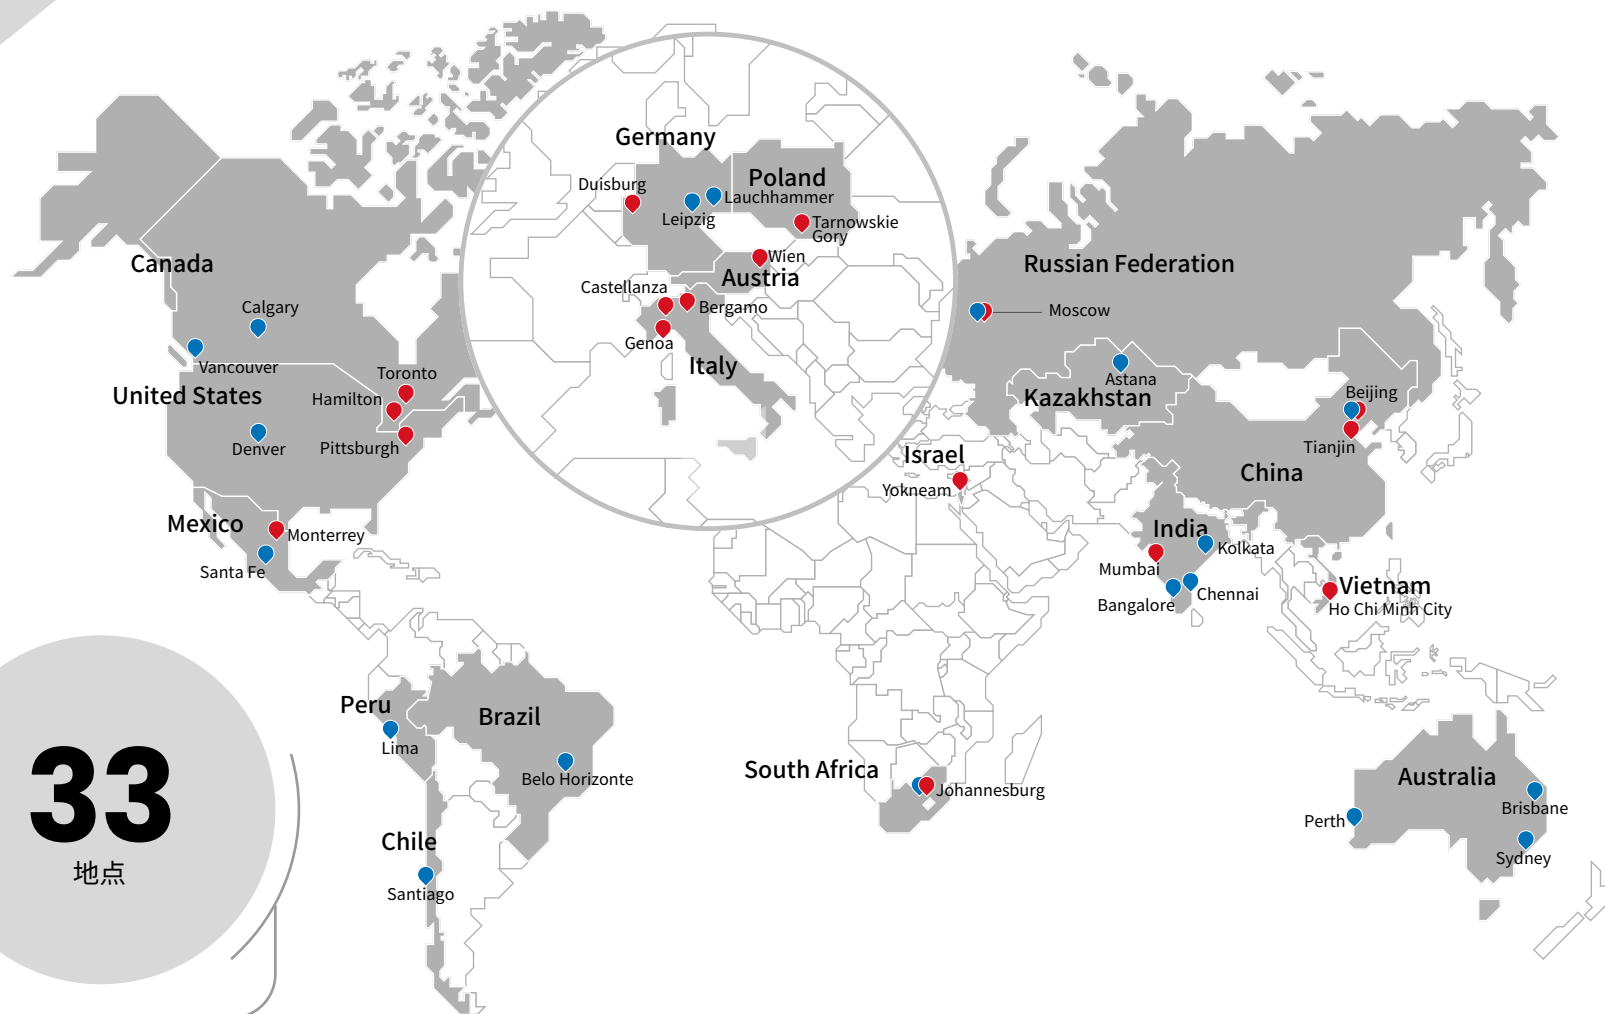 Germany
Poland
Duisburg
Lauchhammer
Leipzig
Tarnowskie
Gory
Wien
Austria
Castellanza
Bergamo
Genoa
Italy
Canada
Calgary
Vancouver
United States
Toronto
Hamilton
Denver
Pittsburgh
Mexico
Monterrey
Santa Fe
Russian Federation
Moscow
Astana
Kazakhstan
Beijing
Tianjin
China
Israel
Yokneam
India
Kolkata
Mumbai
Chennai
Bangalore
Vietnam
Ho Chi Minh City
Peru
Lima
Brazil
Belo Horizonte
Chile
Santiago
South Africa
Johannesburg
Australia
Brisbane
Perth
Sydney
33
地点